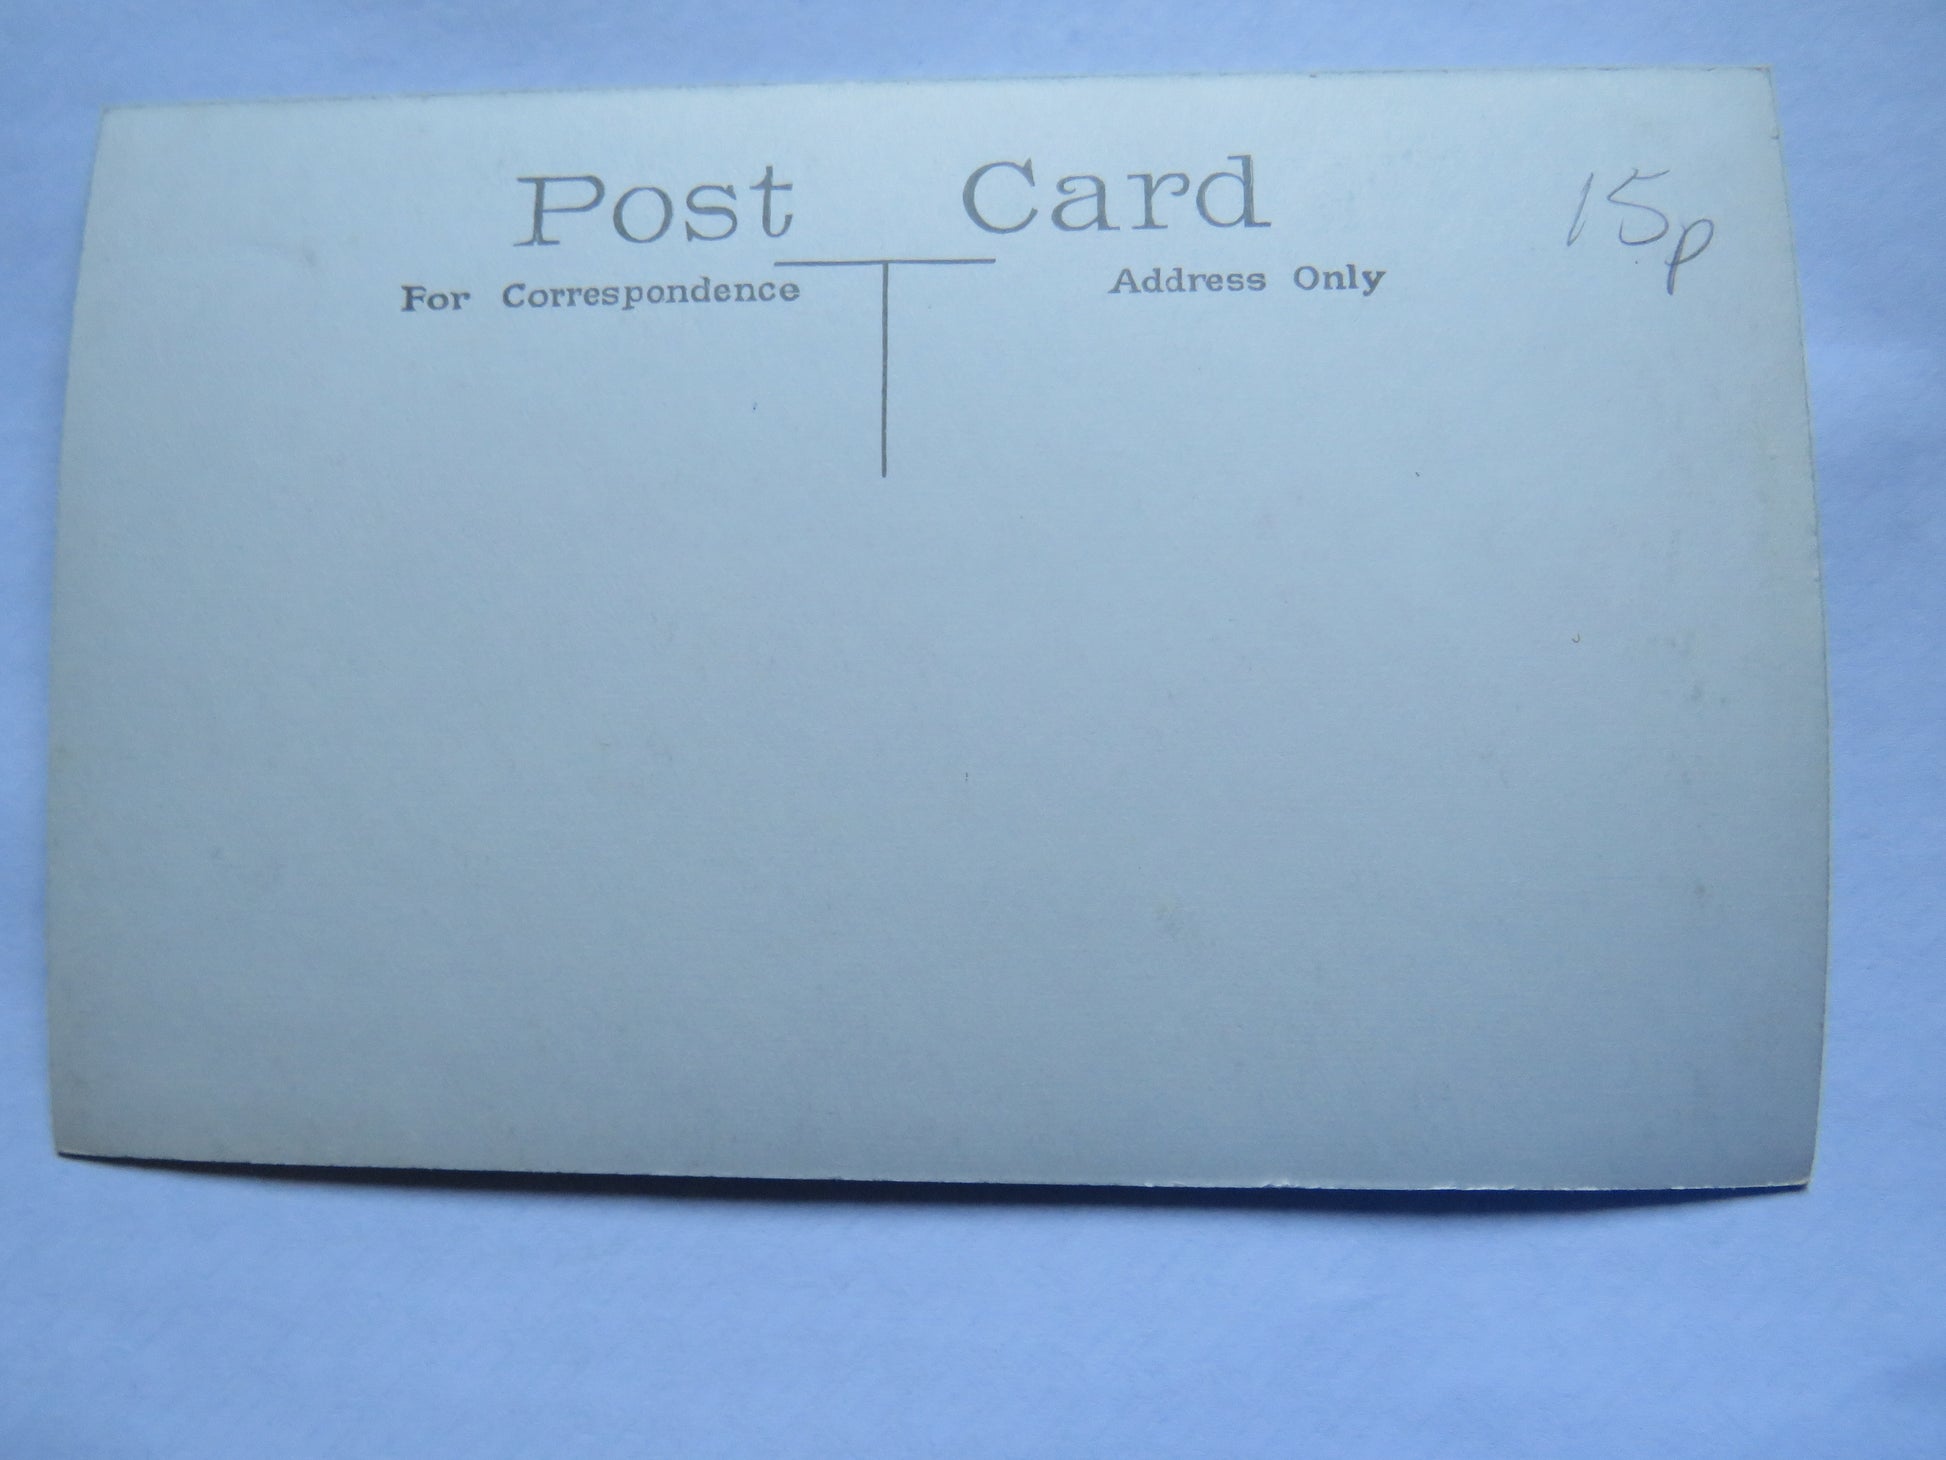 Post Card
For Correspondence
Address Only
15p